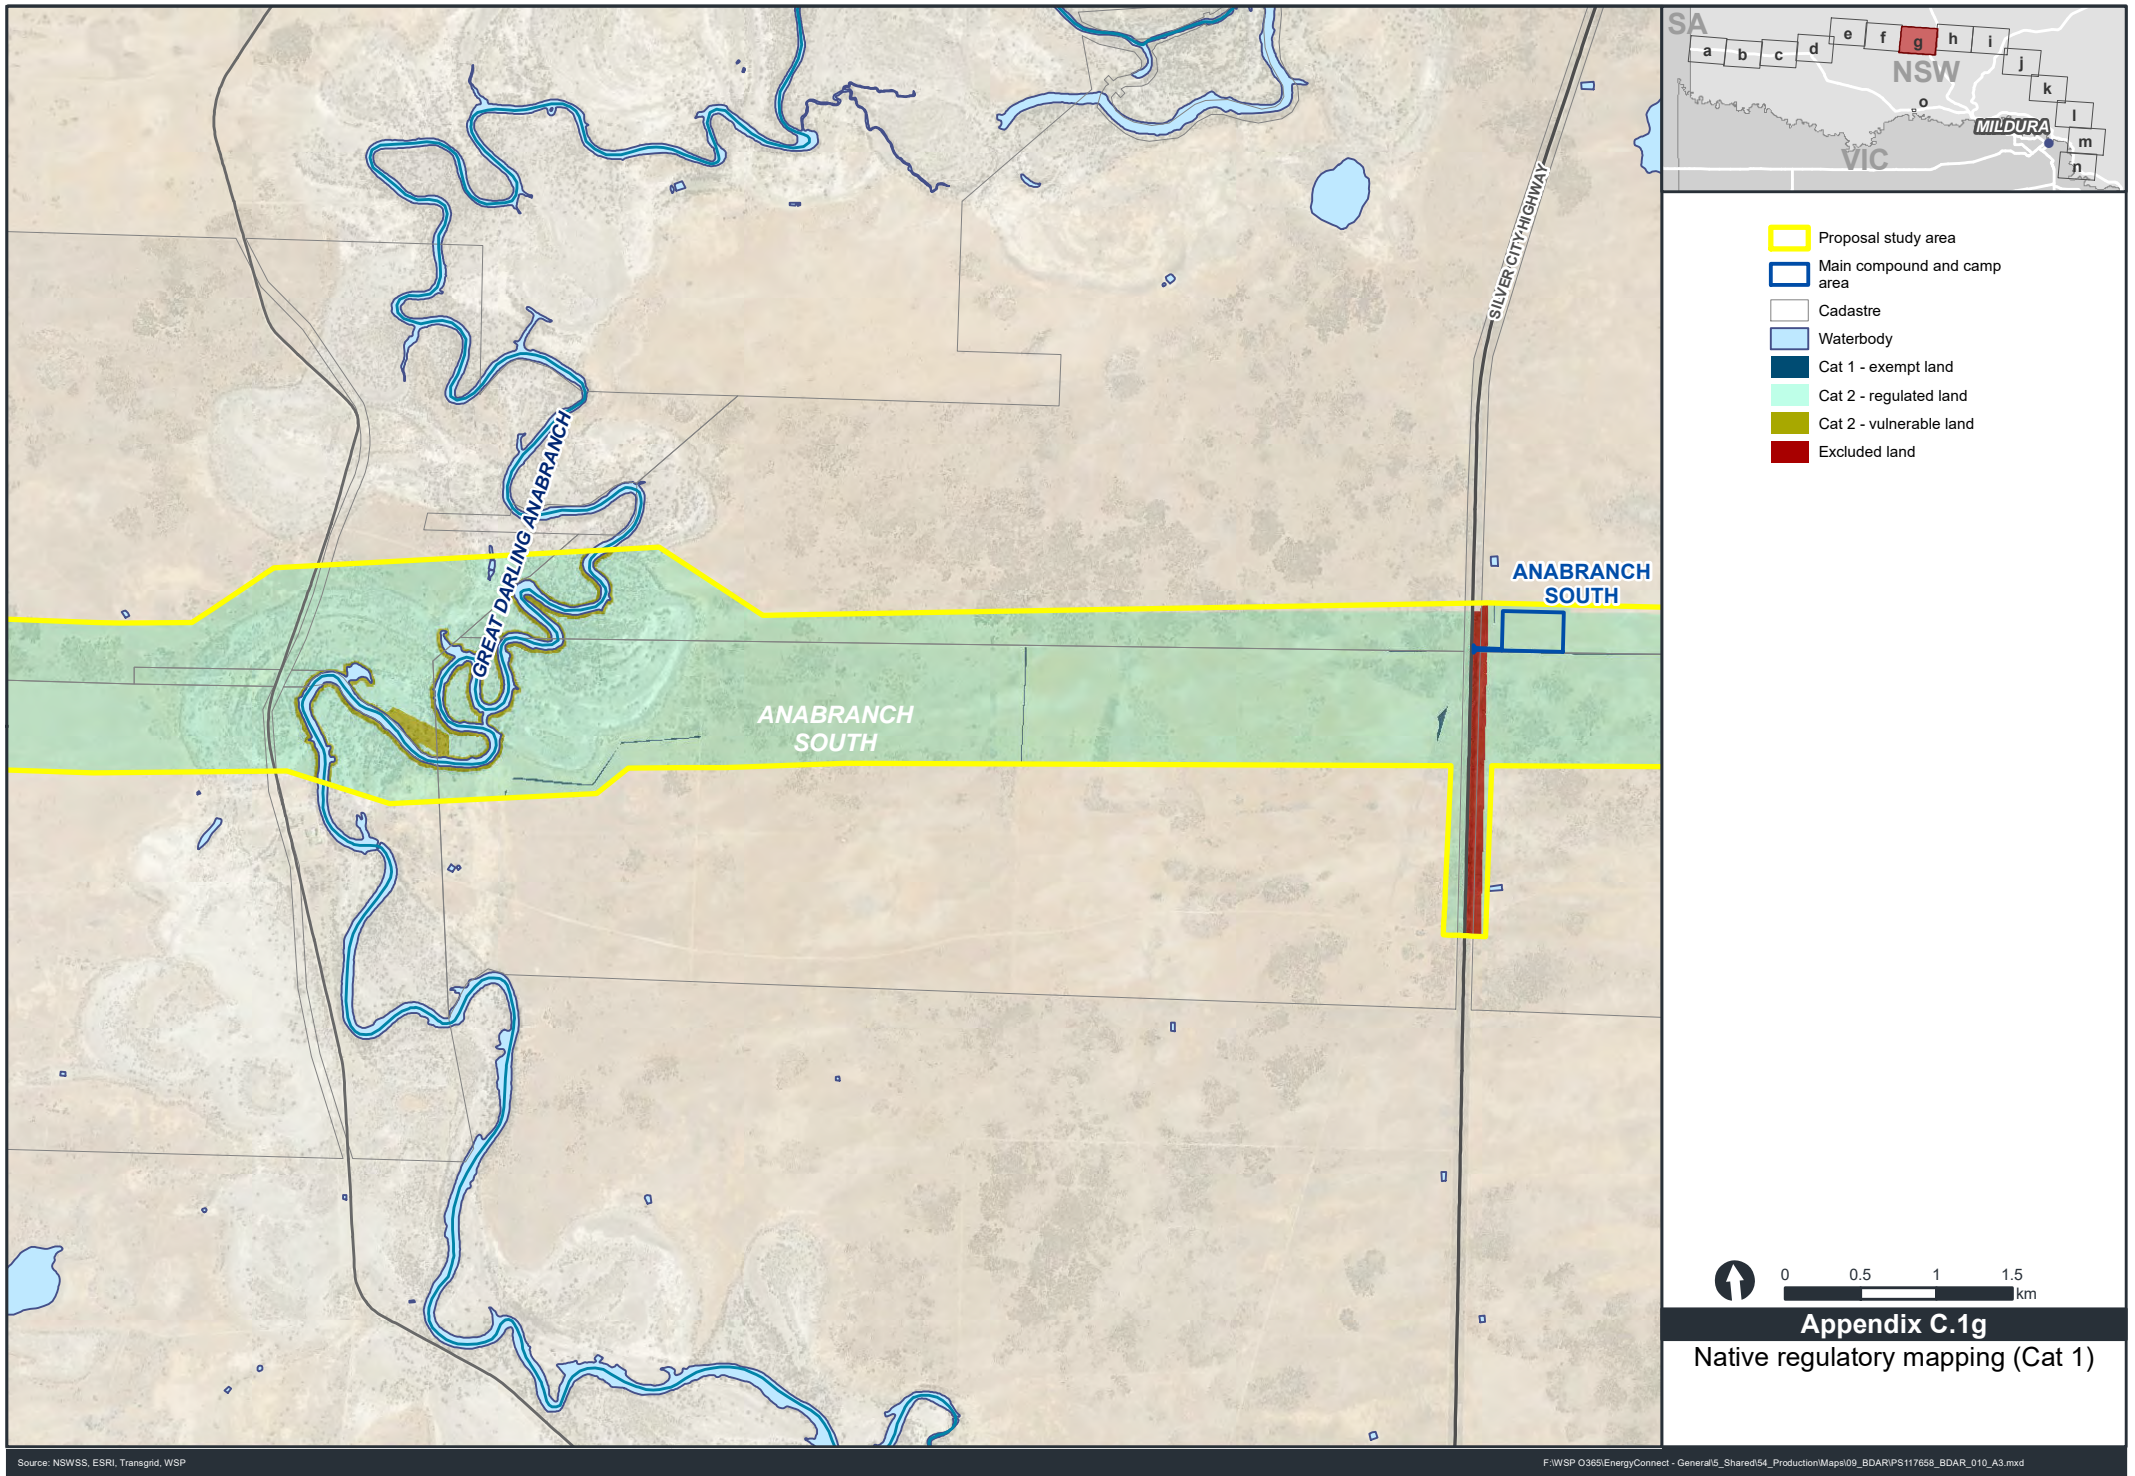 SILVER CITY HIGHWAY
GREAT DARLING ANABRANCH
ANABRANCH
SOUTH
ANABRANCH
SOUTH
SA
a
b
c
d
e
f
g
h
i
j
k
l
m
n
o
NSW
MILDURA
VIC
Proposal study area
Main compound and camp
area
Cadastre
Waterbody
Cat 1 - exempt land
Cat 2 - regulated land
Cat 2 - vulnerable land
Excluded land
0 0.5 1 1.5
km
Appendix C.1g
Native regulatory mapping (Cat 1)
Source: NSWSS, ESRI, Transgrid, WSP
F:\WSP O365\EnergyConnect - General\5_Shared\54_Production\Maps\09_BDAR\PS117658_BDAR_010_A3.mxd